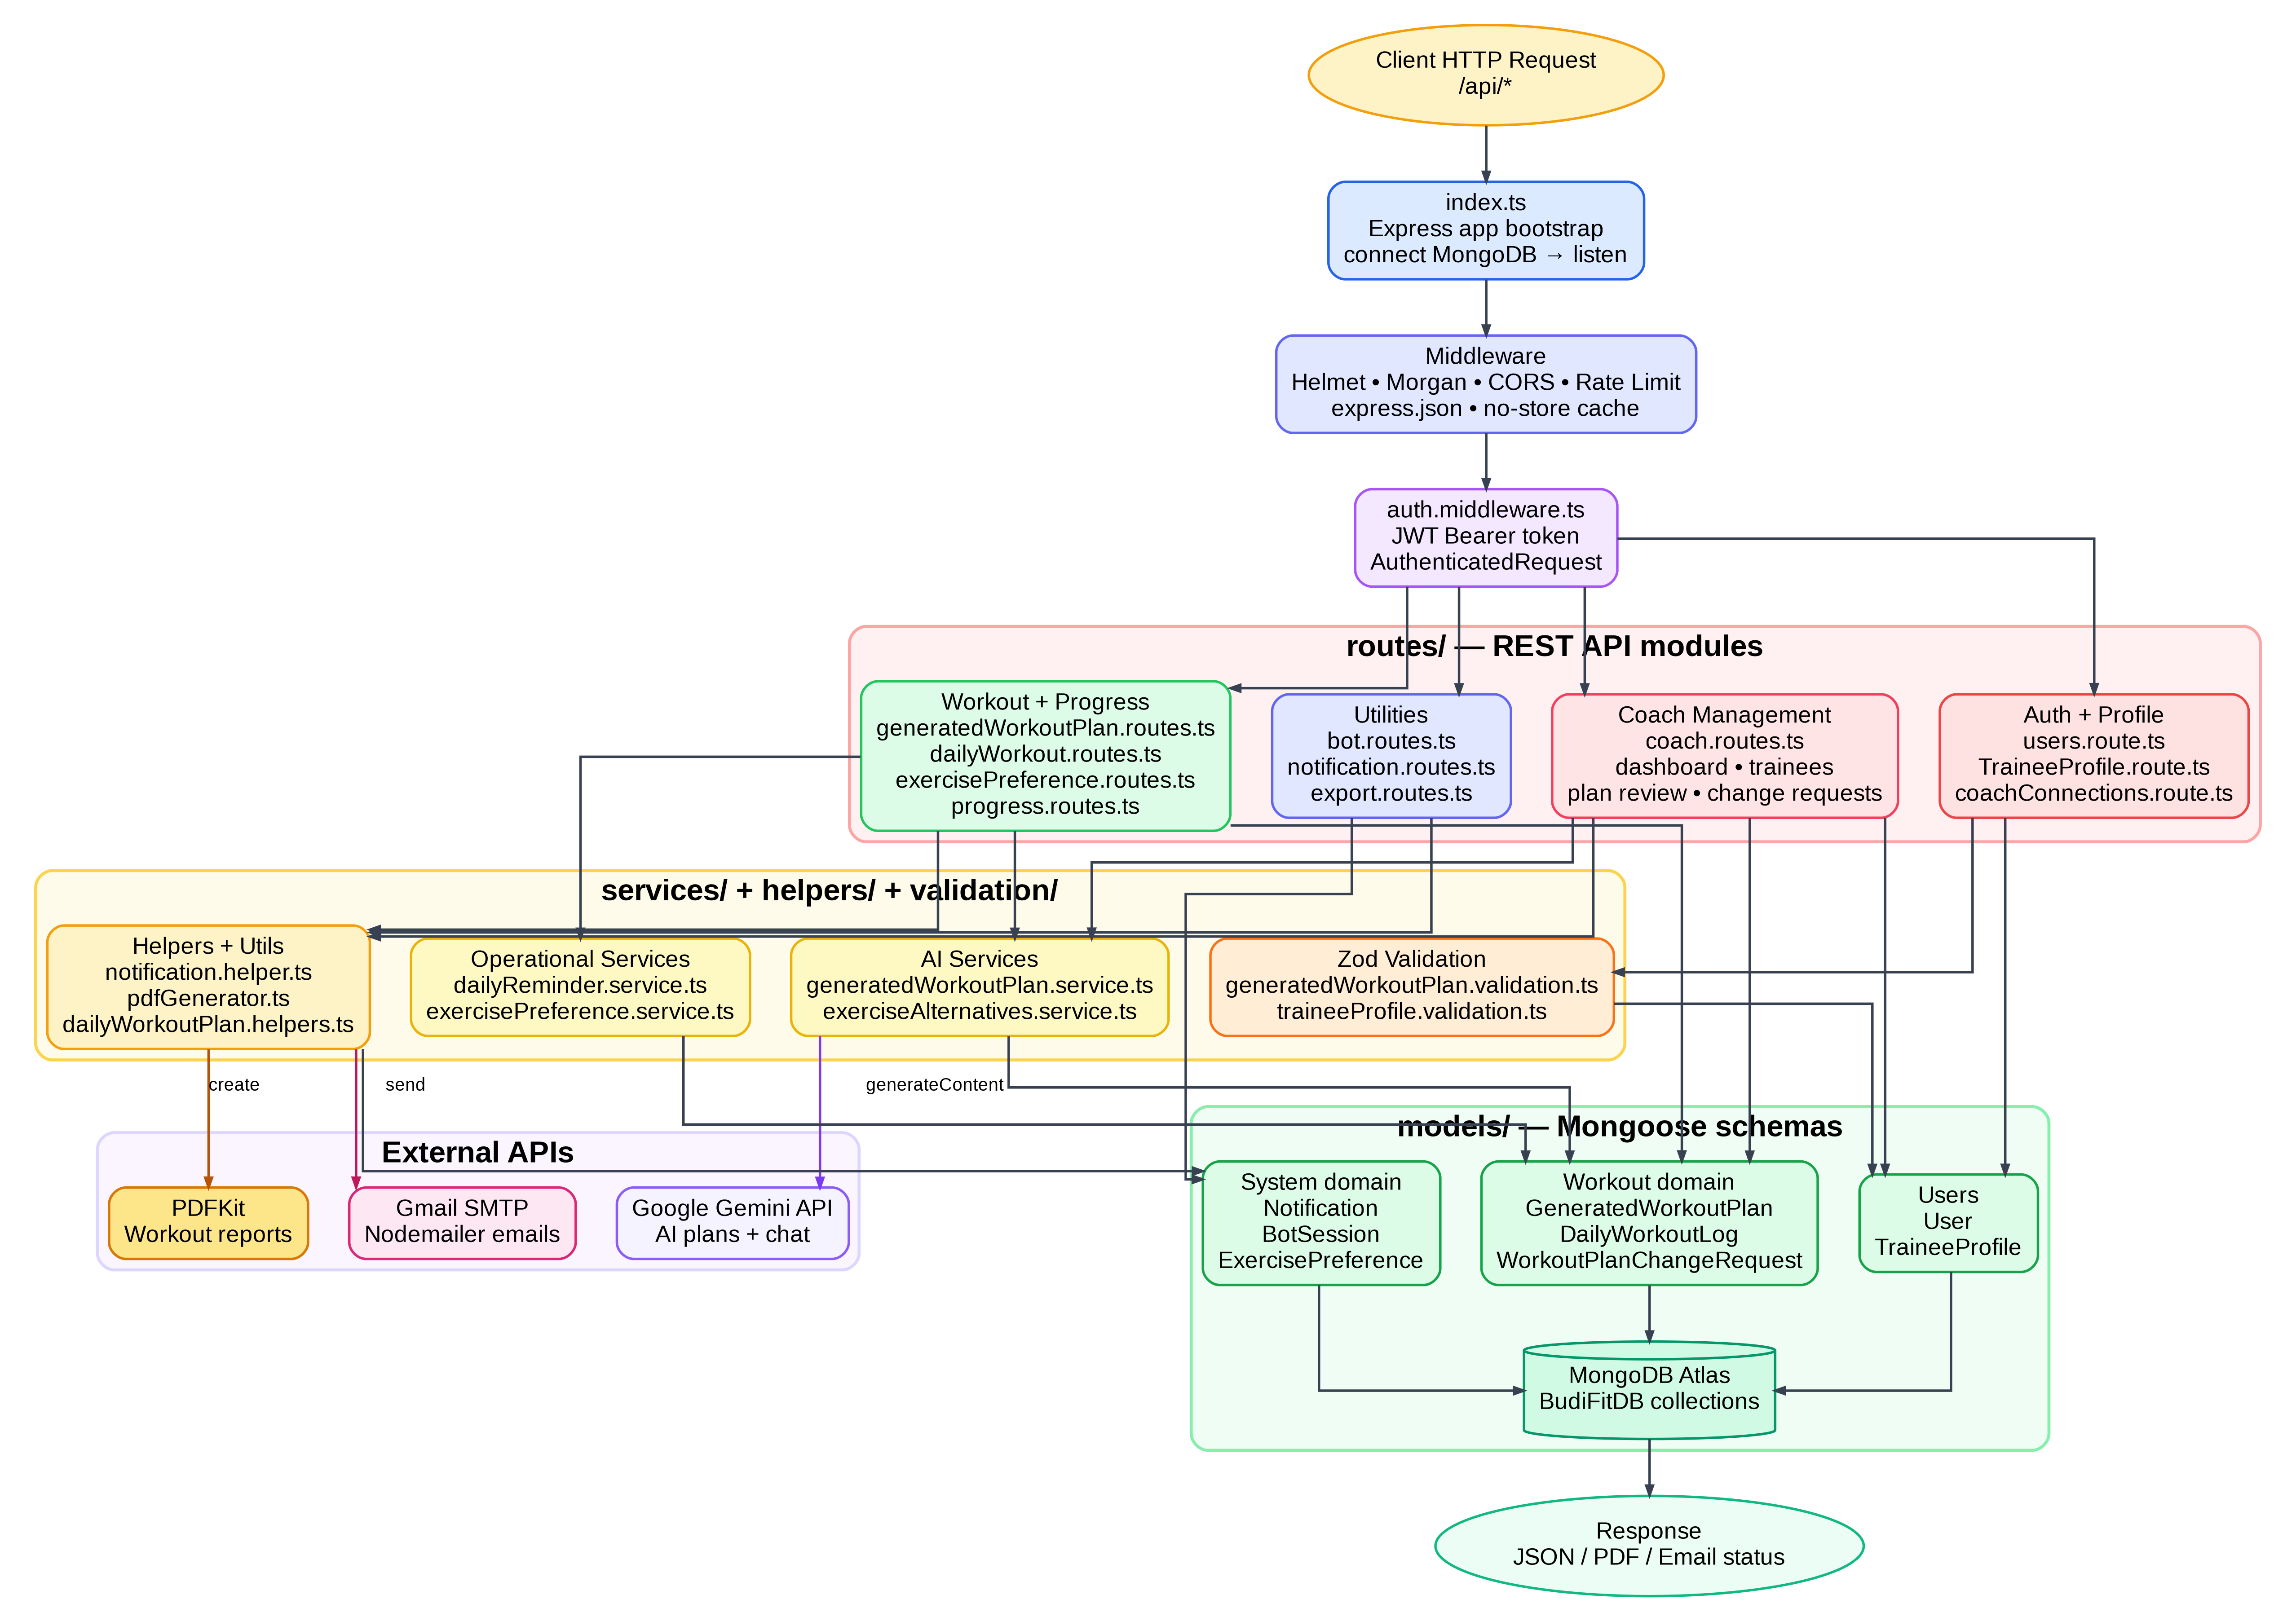 Client HTTP Request
/api/*
index.ts
Express app bootstrap
connect MongoDB → listen
Middleware
Helmet • Morgan • CORS • Rate Limit
express.json • no-store cache
auth.middleware.ts
JWT Bearer token
AuthenticatedRequest
routes/ — REST API modules
Workout + Progress
generatedWorkoutPlan.routes.ts
dailyWorkout.routes.ts
exercisePreference.routes.ts
progress.routes.ts
Utilities
bot.routes.ts
notification.routes.ts
export.routes.ts
Coach Management
coach.routes.ts
dashboard • trainees
plan review • change requests
Auth + Profile
users.route.ts
TraineeProfile.route.ts
coachConnections.route.ts
services/ + helpers/ + validation/
Helpers + Utils
notification.helper.ts
pdfGenerator.ts
dailyWorkoutPlan.helpers.ts
Operational Services
dailyReminder.service.ts
exercisePreference.service.ts
AI Services
generatedWorkoutPlan.service.ts
exerciseAlternatives.service.ts
Zod Validation
generatedWorkoutPlan.validation.ts
traineeProfile.validation.ts
create
send
generateContent
External APIs
PDFKit
Workout reports
Gmail SMTP
Nodemailer emails
Google Gemini API
AI plans + chat
models/ — Mongoose schemas
System domain
Notification
BotSession
ExercisePreference
Workout domain
GeneratedWorkoutPlan
DailyWorkoutLog
WorkoutPlanChangeRequest
Users
User
TraineeProfile
MongoDB Atlas
BudiFitDB collections
Response
JSON / PDF / Email status